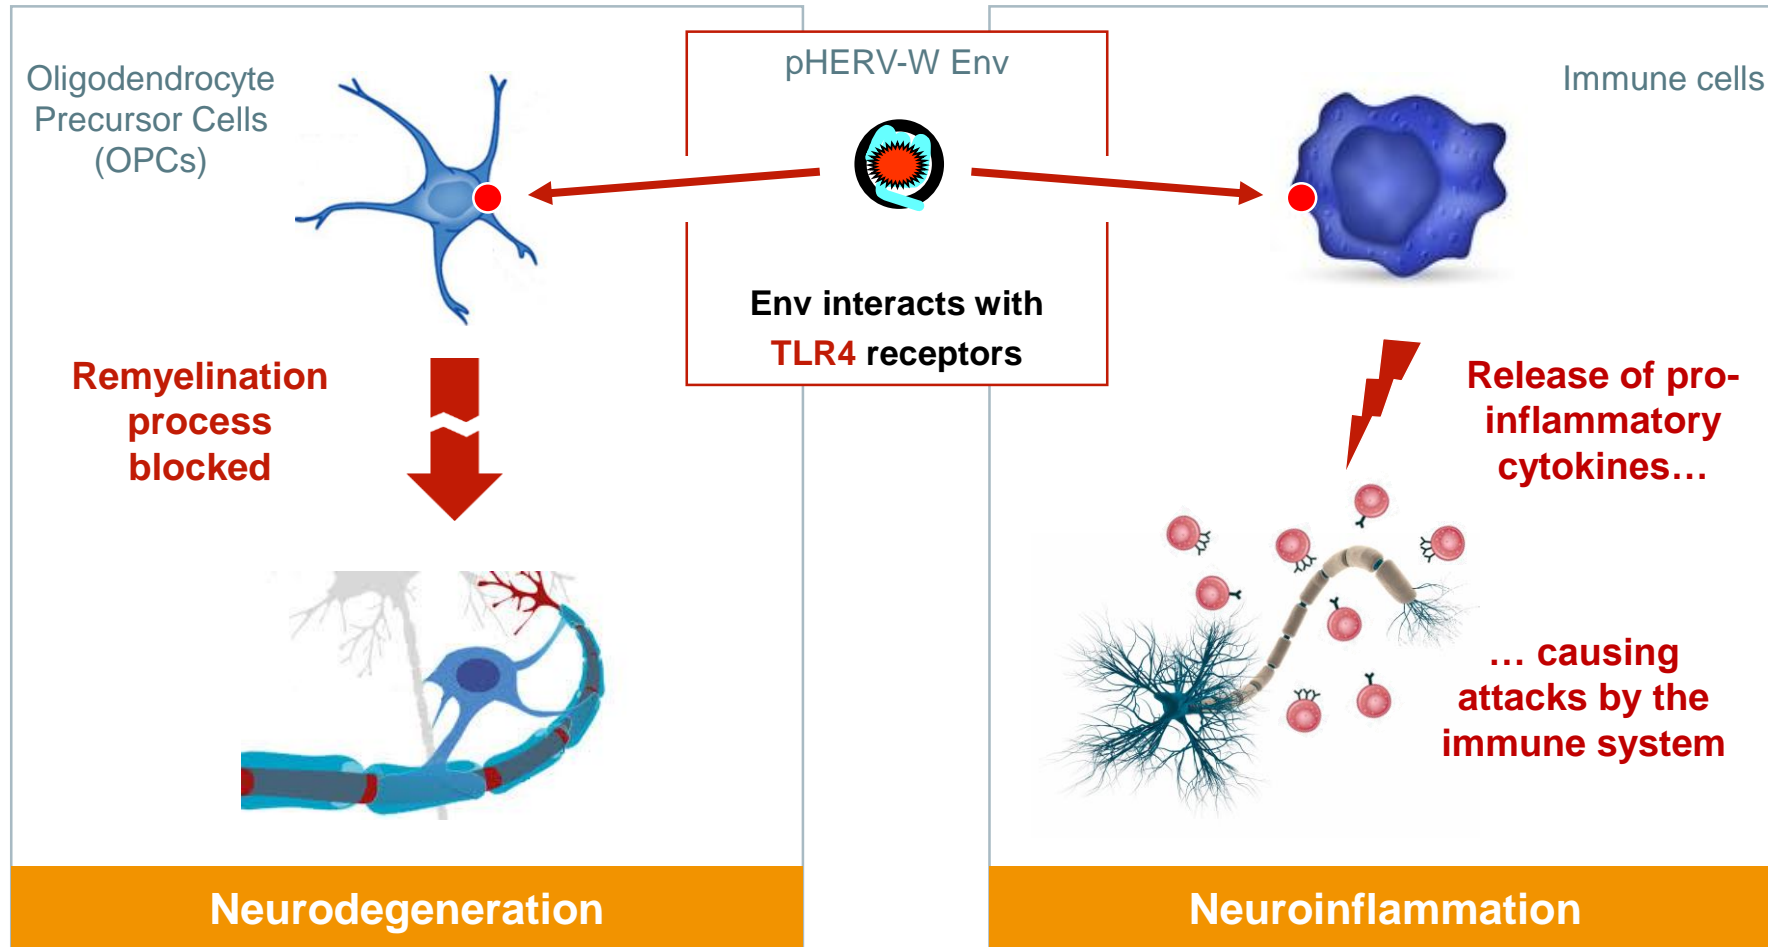 Oligodendrocyte
Precursor Cells
(OPCs)
pHERV-W Env
Immune cells
Env interacts with
TLR4 receptors
Remyelination
process
blocked
Release of pro-
inflammatory
cytokines…
… causing
attacks by the
immune system
Neurodegeneration
Neuroinflammation